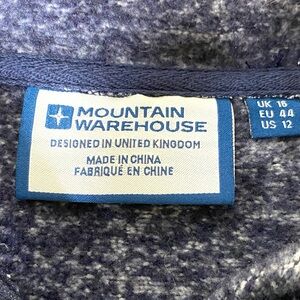 MOUNTAIN
WAREHOUSE
DESIGNED IN UNITED KINGDOM
MADE IN CHINA
FABRIQUÉ EN CHINE
UK 16
EU 44
US 12